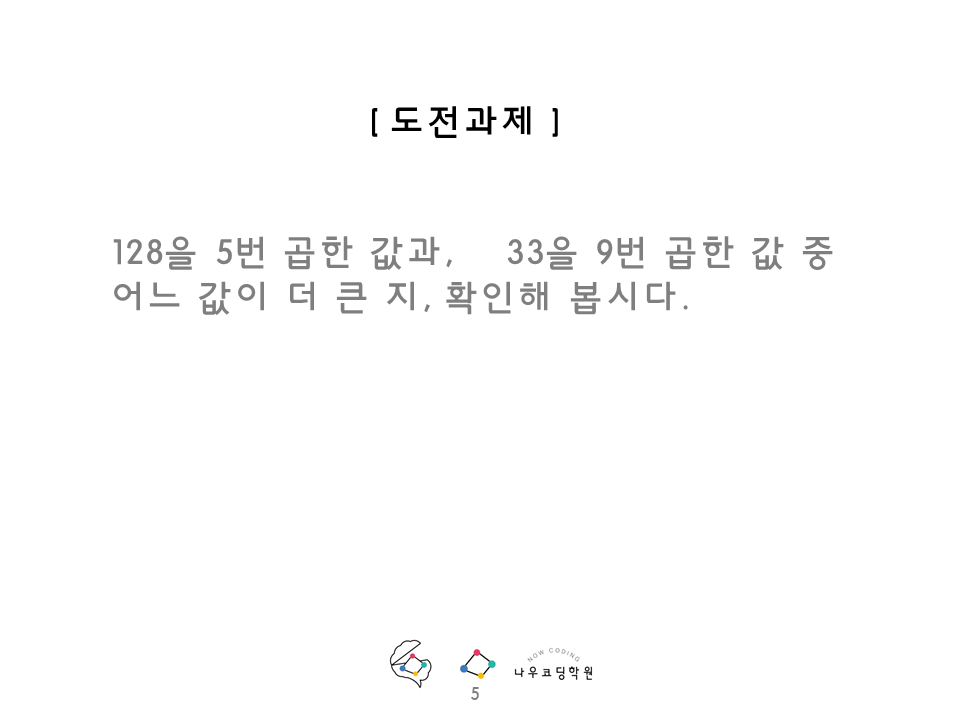 [ 도전과제 ]
128을 5번 곱한 값과, 33을 9번 곱한 값 중
어느 값이 더 큰 지, 확인해 봅시다.
NOW CODING
나우코딩학원
5